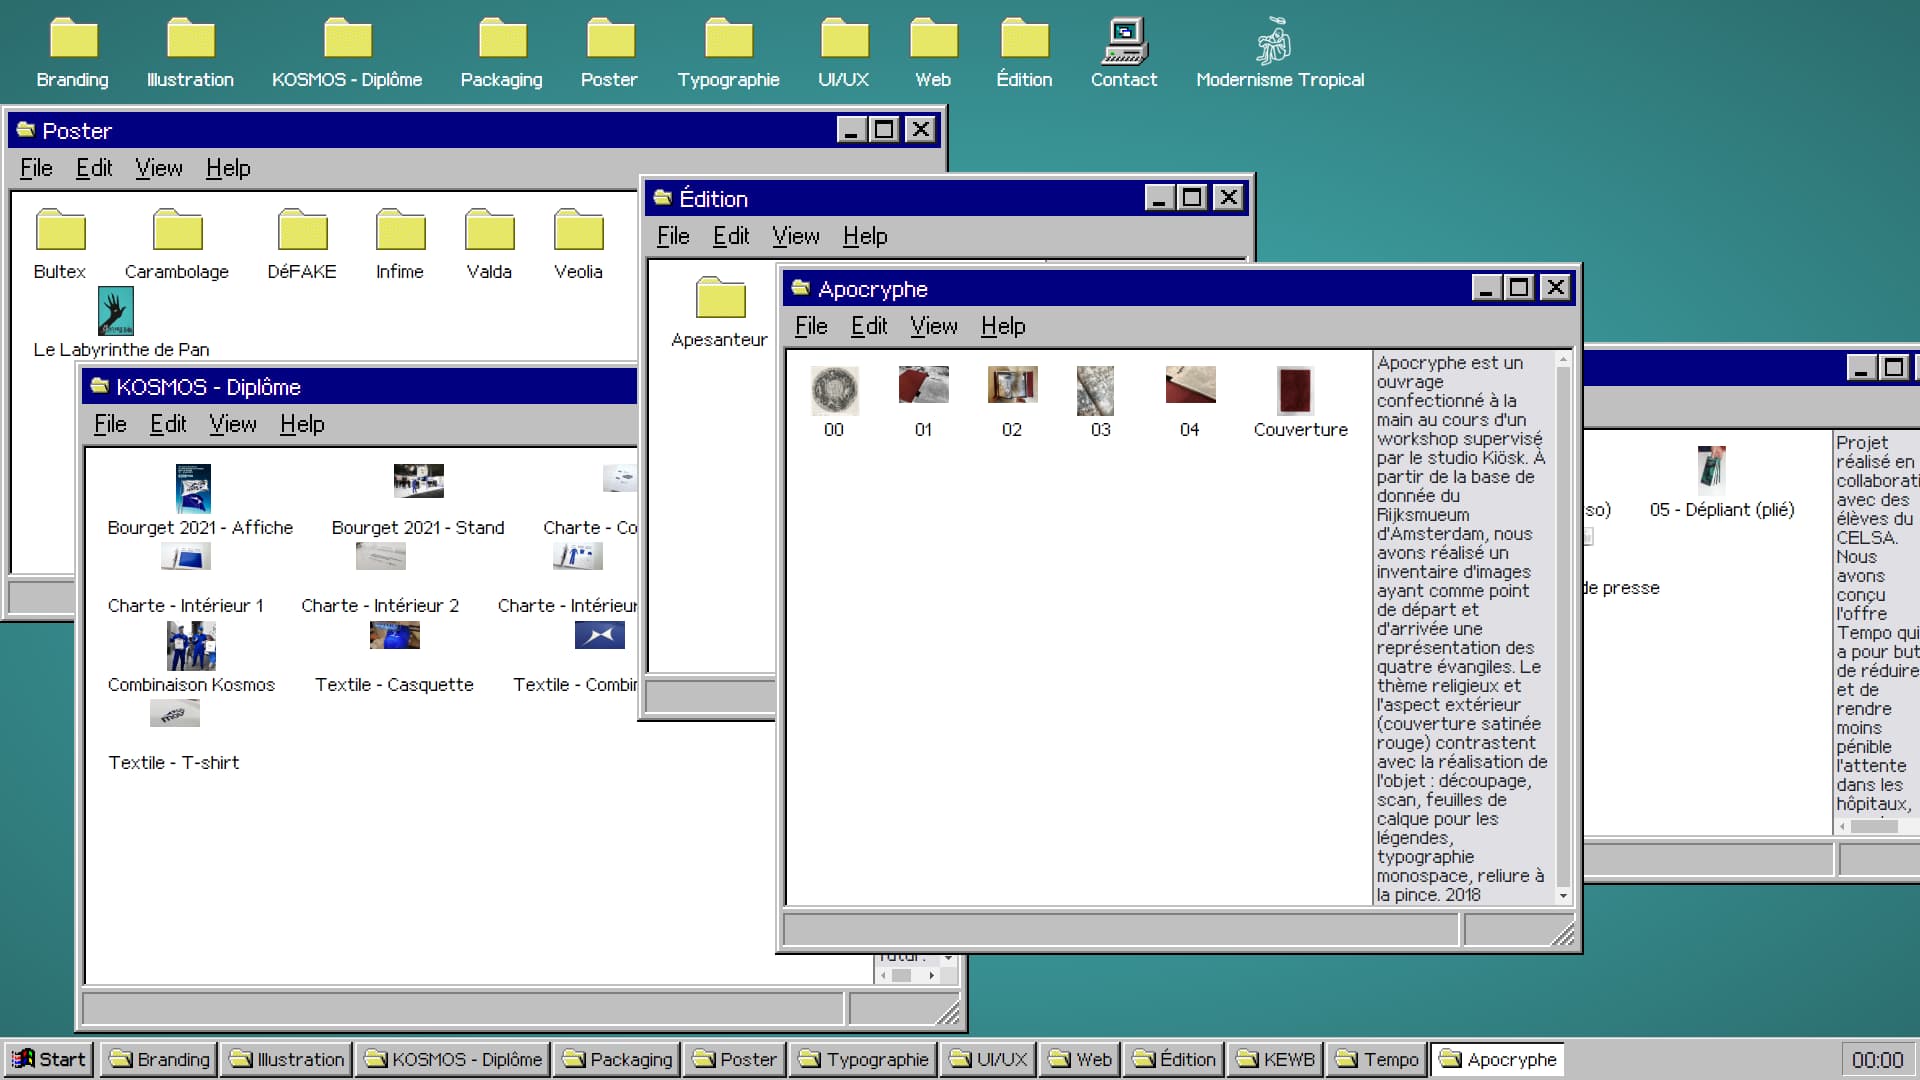 Branding
Illustration
KOSMOS - Diplôme
Packaging
Poster
Typographie
UI/UX
Web
Édition
Contact
Modernisme Tropical
Poster
File Edit View Help
Bultex
Carambolage
DéFAKE
Infime
Valda
Veolia
Le Labyrinthe de Pan
KOSMOS - Diplôme
File Edit View Help
Bourget 2021 - Affiche
Bourget 2021 - Stand
Charte - Co
Charte - Intérieur 1
Charte - Intérieur 2
Charte - Intérieur
Combinaison Kosmos
Textile - Casquette
Textile - Combin
Textile - T-shirt
futur.
Édition
File Edit View Help
Apesanteur
Apocryphe
File Edit View Help
00
01
02
03
04
Couverture
Apocryphe est un
ouvrage
confectionné à la
main au cours d'un
workshop supervisé
par le studio Kiösk. À
partir de la base de
donnée du
Rijksmueum
d'Amsterdam, nous
avons réalisé un
inventaire d'images
ayant comme point
de départ et
d'arrivée une
représentation des
quatre évangiles. Le
thème religieux et
l'aspect extérieur
(couverture satinée
rouge) contrastent
avec la réalisation de
l'objet : découpage,
scan, feuilles de
calque pour les
légendes,
typographie
monospace, reliure à
la pince. 2018
so)
05 - Dépliant (plié)
de presse
Projet
réalisé en
collaborati
avec des
élèves du
CELSA.
Nous
avons
conçu
l'offre
Tempo qui
a pour but
de réduire
et de
rendre
moins
pénible
l'attente
dans les
hôpitaux,
Start
Branding
Illustration
KOSMOS - Diplôme
Packaging
Poster
Typographie
UI/UX
Web
Édition
KEWB
Tempo
Apocryphe
00:00